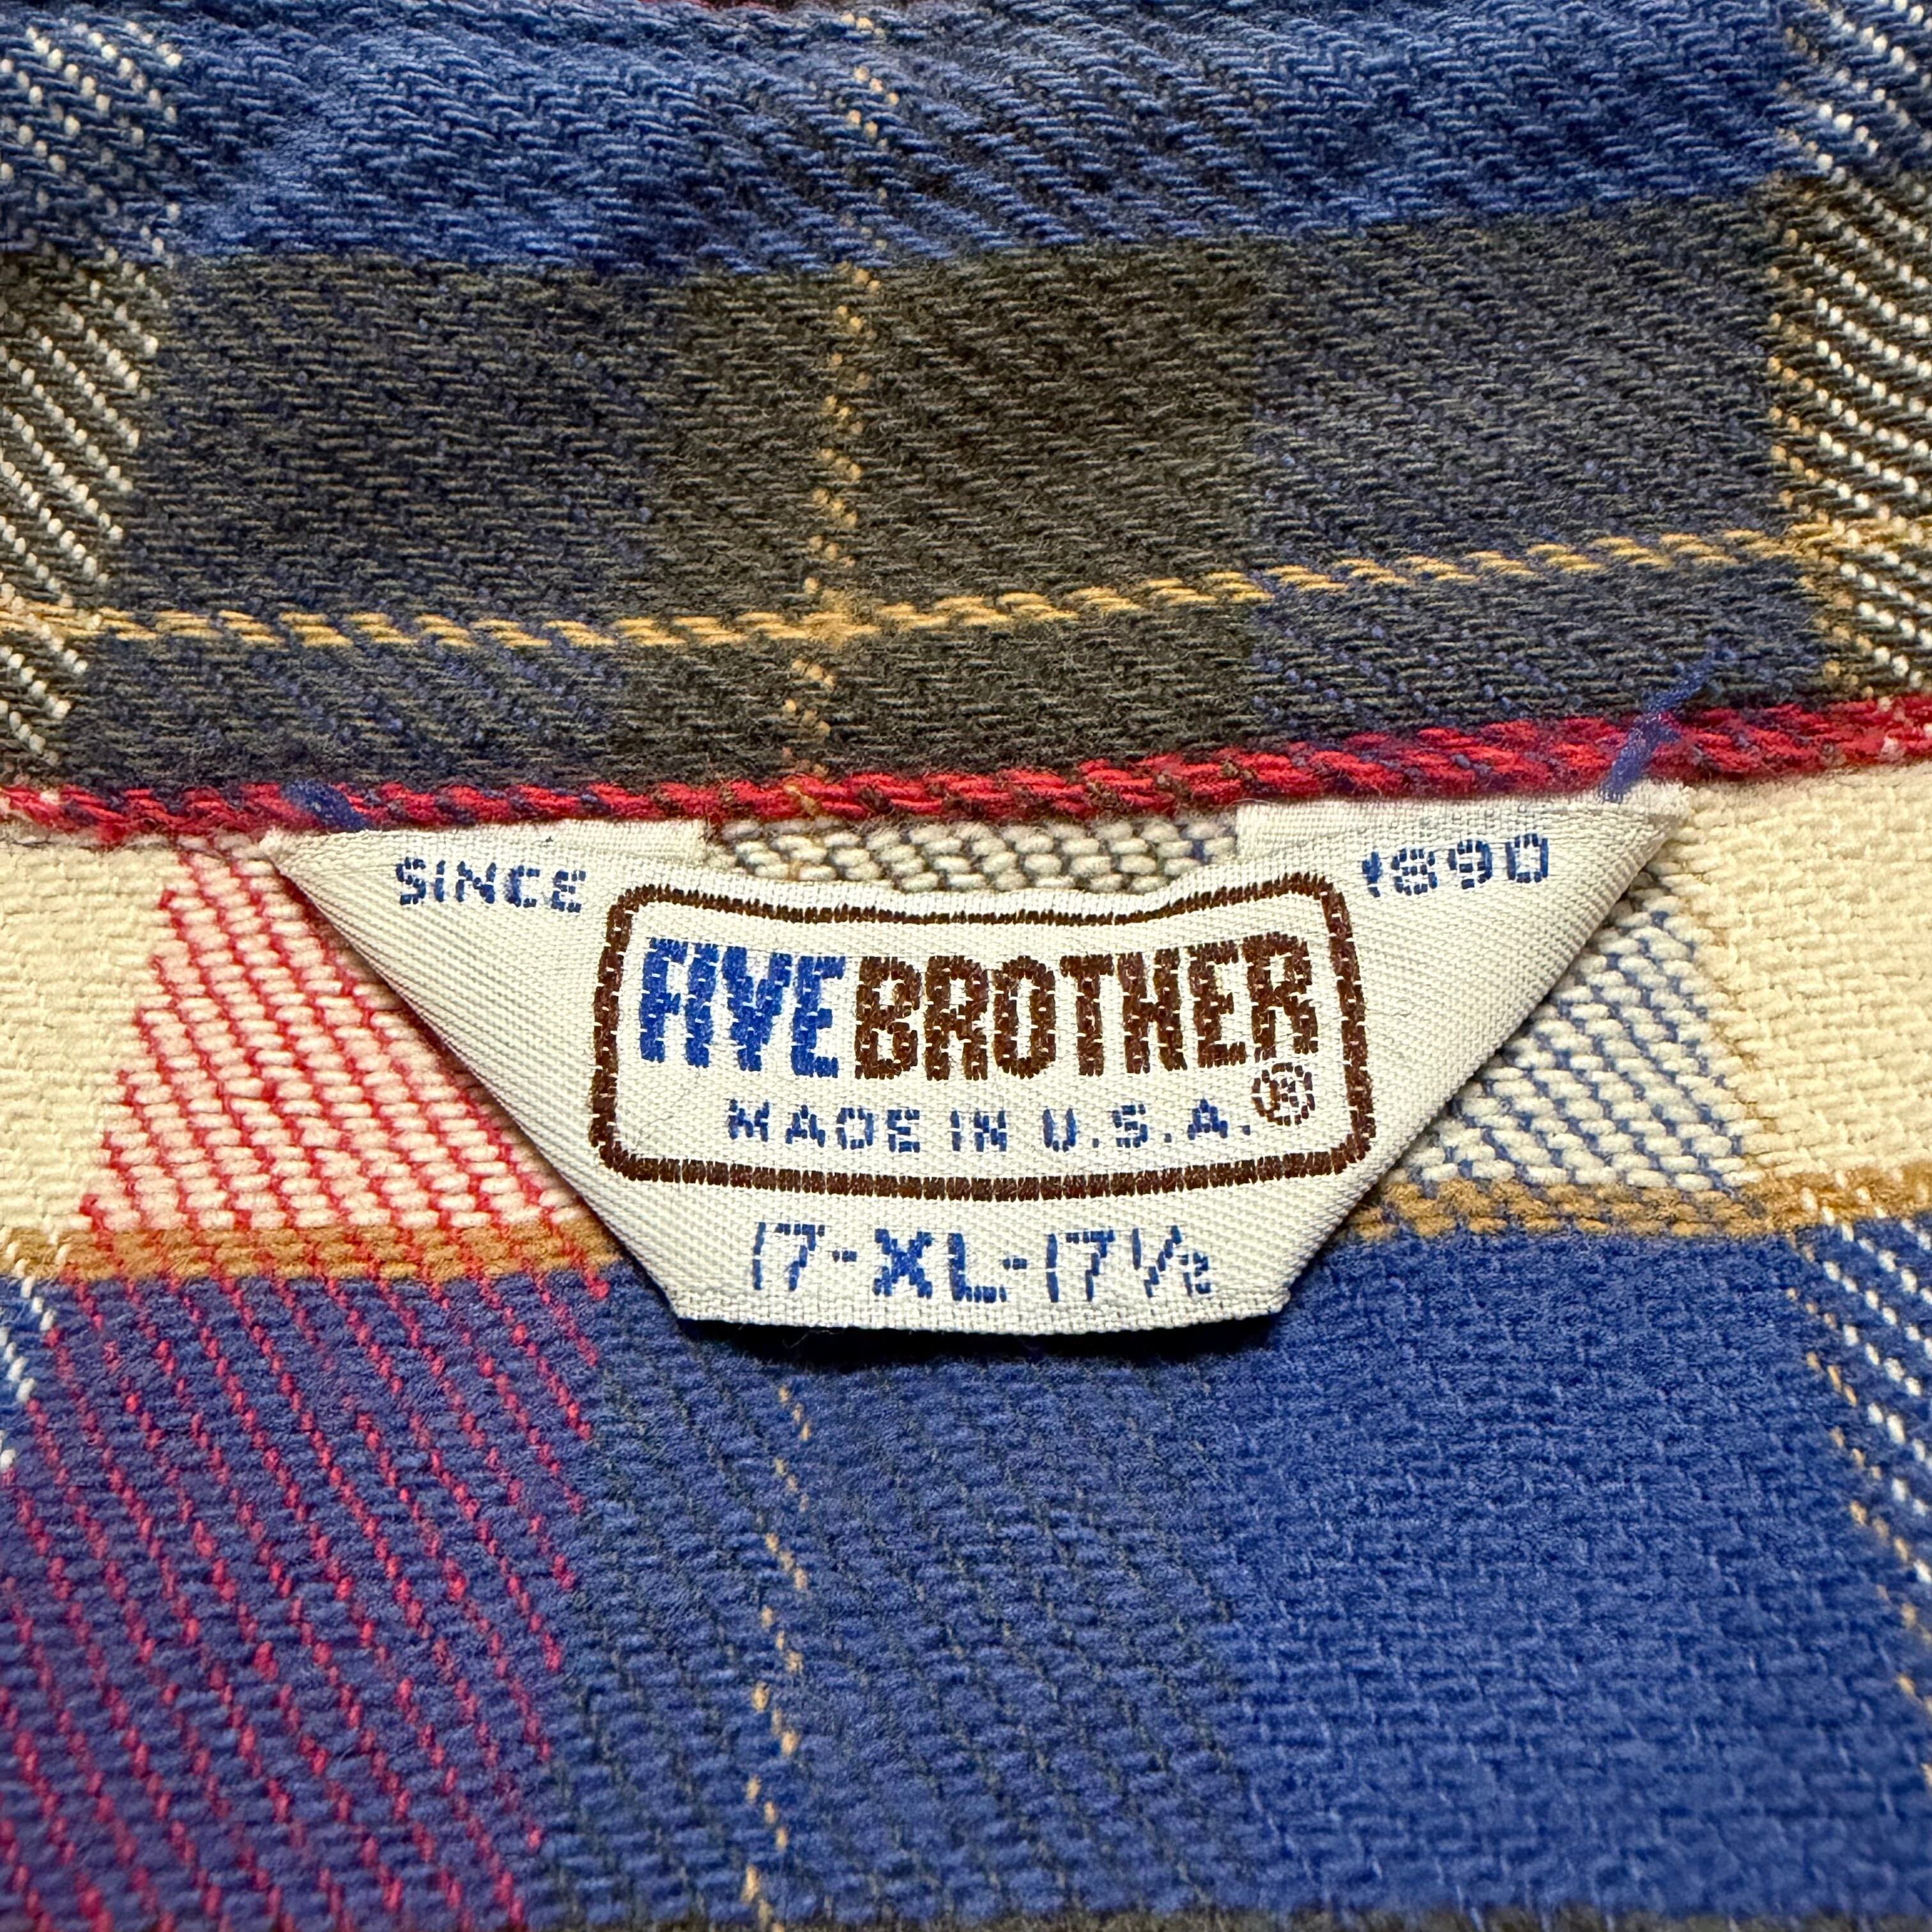 SINCE 1890
FIVE BROTHER
MADE IN U.S.A.®
17-XL-17½